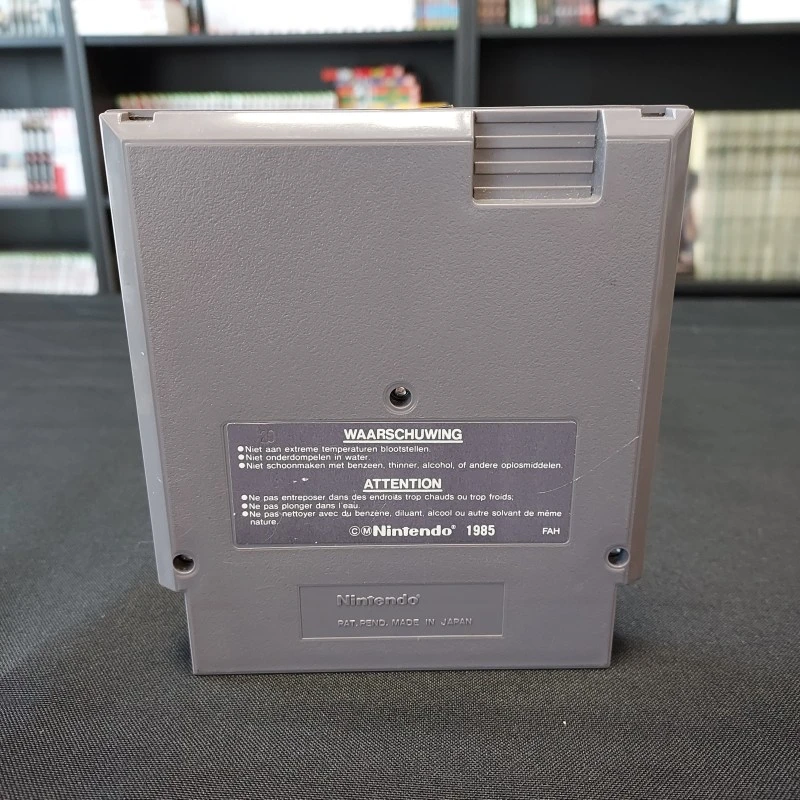 20
WAARSCHUWING
●Niet aan extreme temperaturen blootstellen.
●Niet onderdompelen in water.
●Niet schoonmaken met benzeen, thinner, alcohol, of andere oplosmiddelen.
ATTENTION
●Ne pas entreposer dans des endroits trop chauds ou trop froids;
●Ne pas plonger dans l'eau.
●Ne pas nettoyer avec du benzene, diluant, alcool ou autre solvant de même
nature.
©ⓂNintendo® 1985 FAH
Nintendo®
PAT. PEND. MADE IN JAPAN